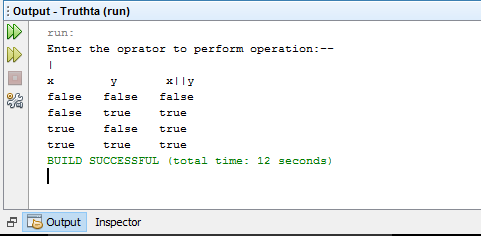 Output - Truthta (run)
run:
Enter the oprator to perform operation:--
|
x y x||y
false false false
false true true
true false true
true true true
BUILD SUCCESSFUL (total time: 12 seconds)
Output Inspector